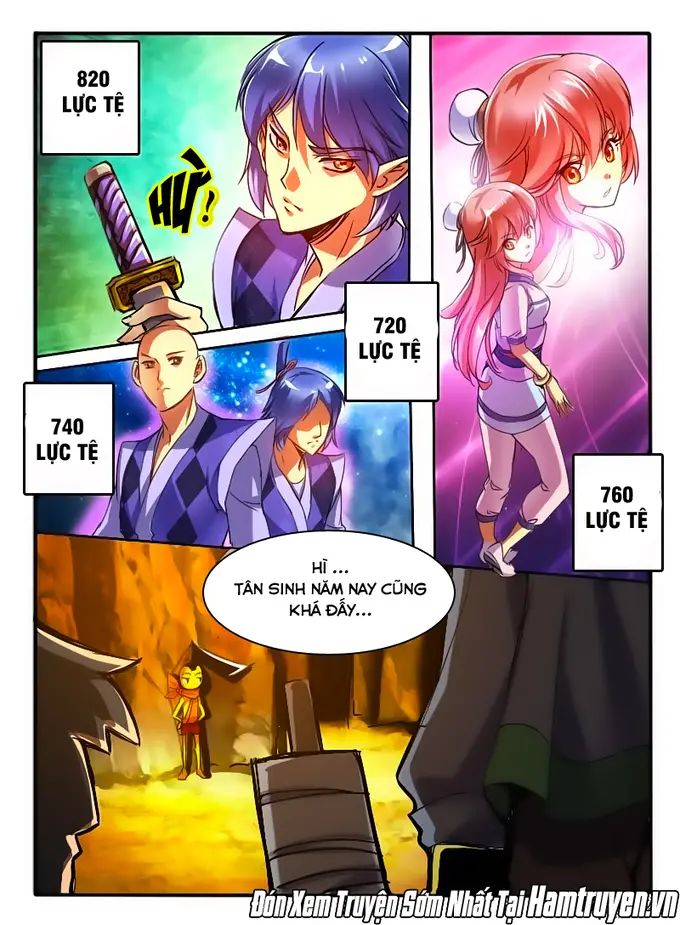 820
LỰC TỆ
HỪ!
720
LỰC TỆ
740
LỰC TỆ
760
LỰC TỆ
HÌ ...
TÂN SINH NĂM NAY CŨNG
KHÁ ĐẤY...
Đón Xem Truyện Sớm Nhất Tại Hamtruyen.vn